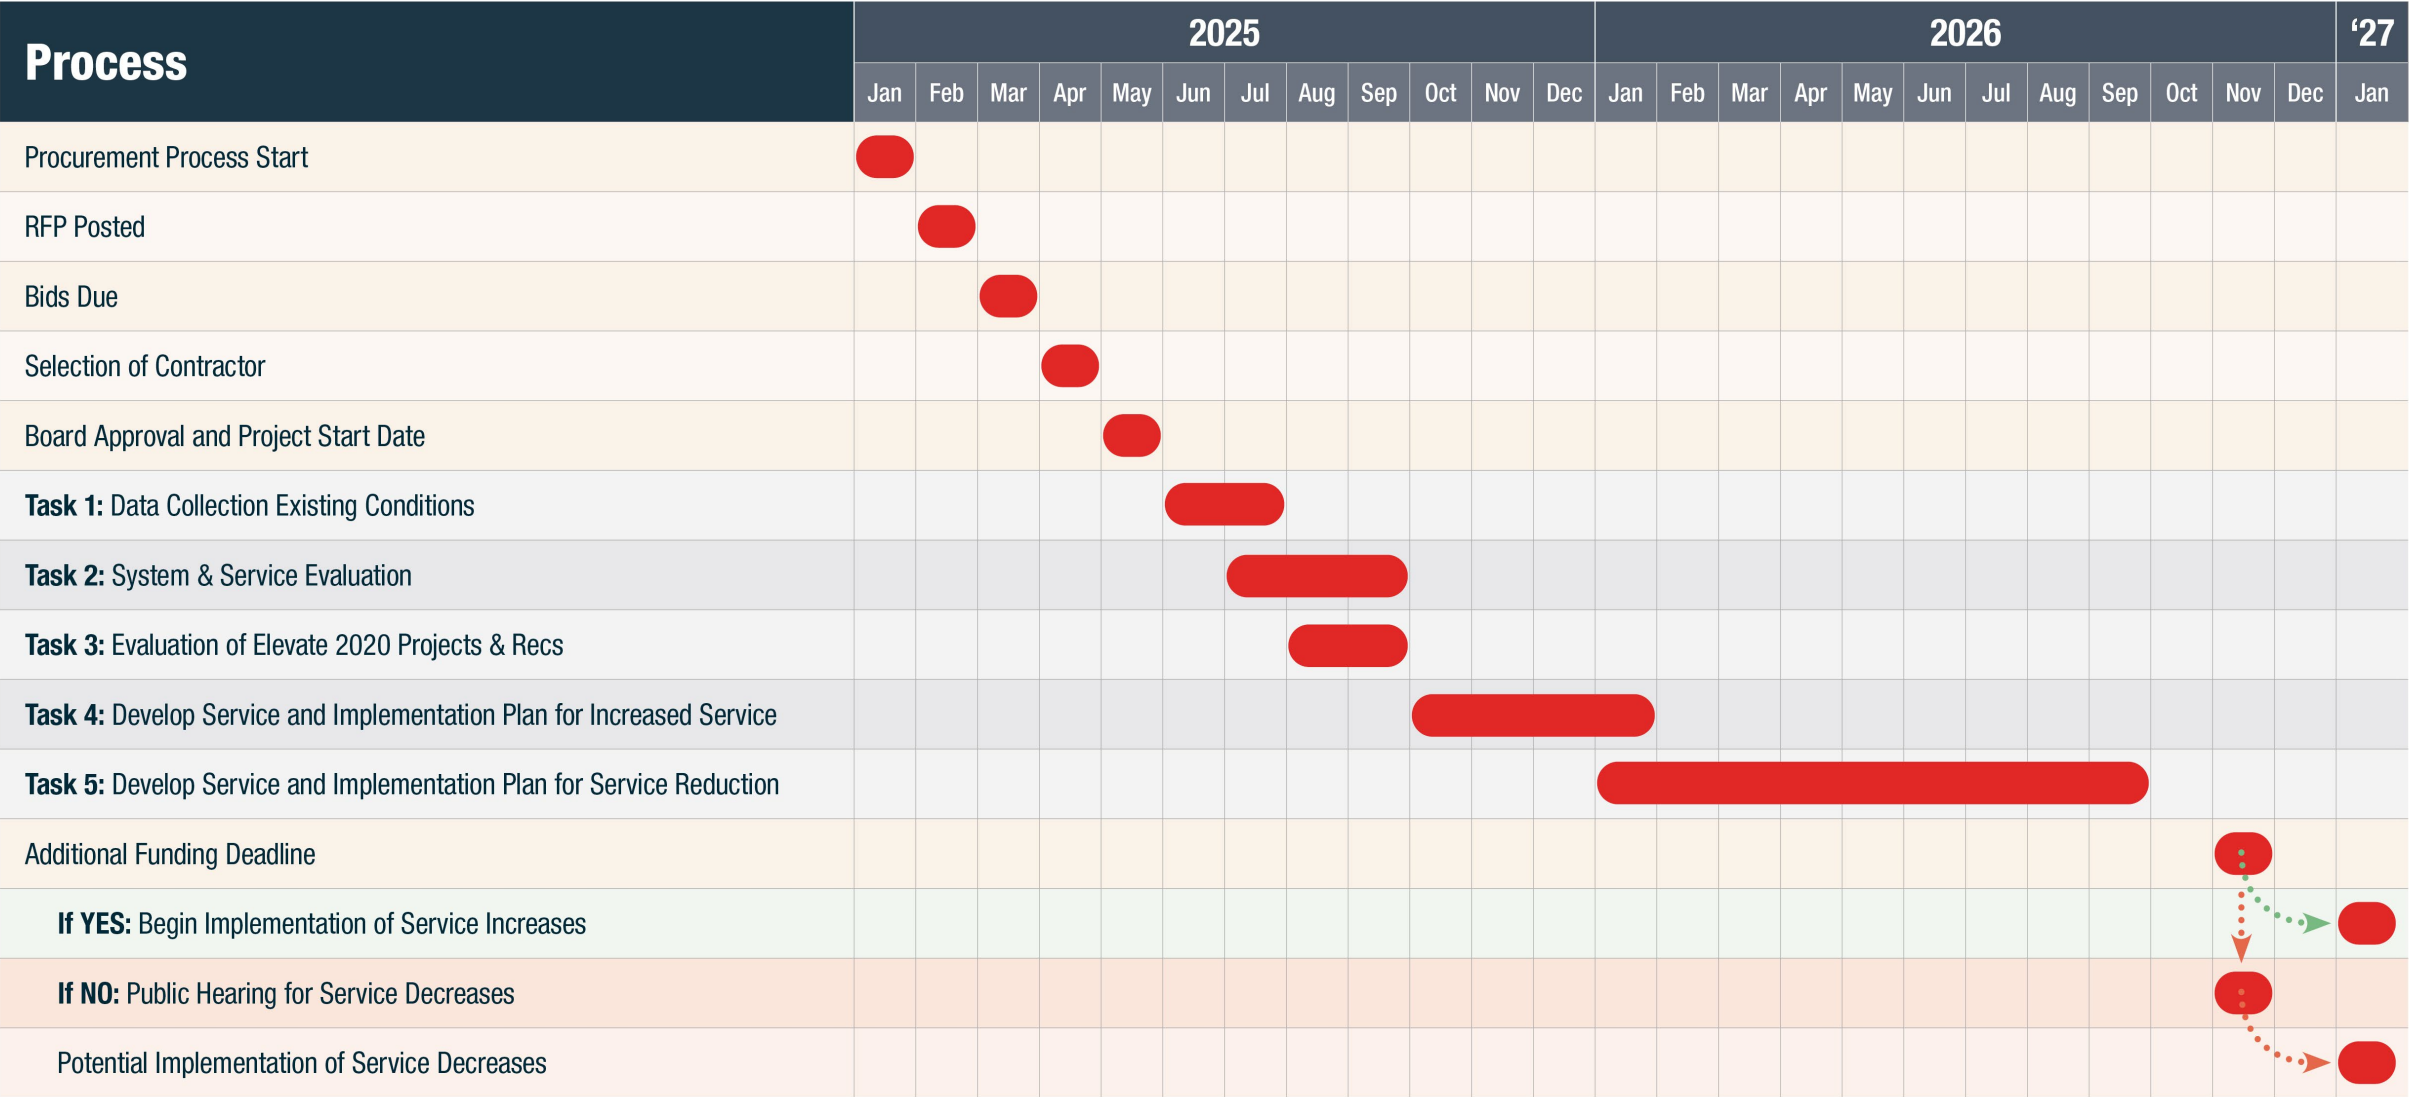 Process
2025
2026
‘27
Jan Feb Mar Apr May Jun Jul Aug Sep Oct Nov Dec Jan Feb Mar Apr May Jun Jul Aug Sep Oct Nov Dec Jan
Procurement Process Start
RFP Posted
Bids Due
Selection of Contractor
Board Approval and Project Start Date
Task 1: Data Collection Existing Conditions
Task 2: System & Service Evaluation
Task 3: Evaluation of Elevate 2020 Projects & Recs
Task 4: Develop Service and Implementation Plan for Increased Service
Task 5: Develop Service and Implementation Plan for Service Reduction
Additional Funding Deadline
If YES: Begin Implementation of Service Increases
If NO: Public Hearing for Service Decreases
Potential Implementation of Service Decreases